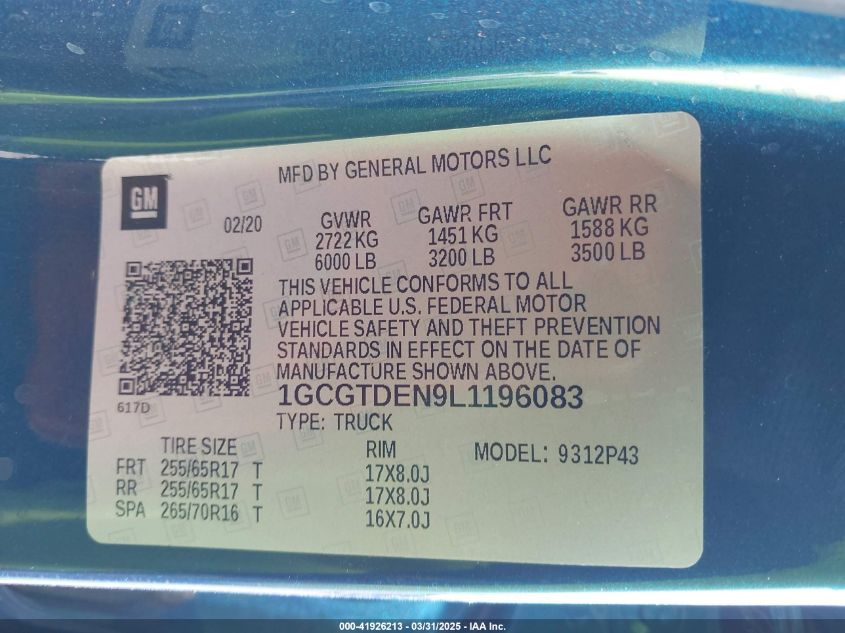 MFD BY GENERAL MOTORS LLC
GM
02/20
GVWR GAWR FRT GAWR RR
2722 KG 1451 KG 1588 KG
6000 LB 3200 LB 3500 LB
THIS VEHICLE CONFORMS TO ALL
APPLICABLE U.S. FEDERAL MOTOR
VEHICLE SAFETY AND THEFT PREVENTION
STANDARDS IN EFFECT ON THE DATE OF
MANUFACTURE SHOWN ABOVE.
617D
1GCGTDEN9L1196083
TYPE: TRUCK
TIRE SIZE RIM MODEL: 9312P43
FRT 255/65R17 T 17X8.0J
RR 255/65R17 T 17X8.0J
SPA 265/70R16 T 16X7.0J
000-41926213 - 03/31/2025 - IAA Inc.